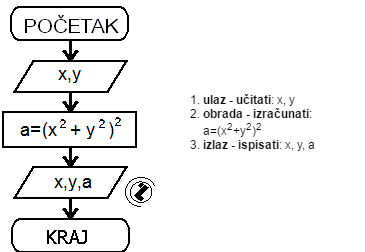 POČETAK
x,y
a=(x² + y²)²
x,y,a
KRAJ
1. ulaz - učitati: x, y
2. obrada - izračunati:
a=(x²+y²)²
3. izlaz - ispisati: x, y, a